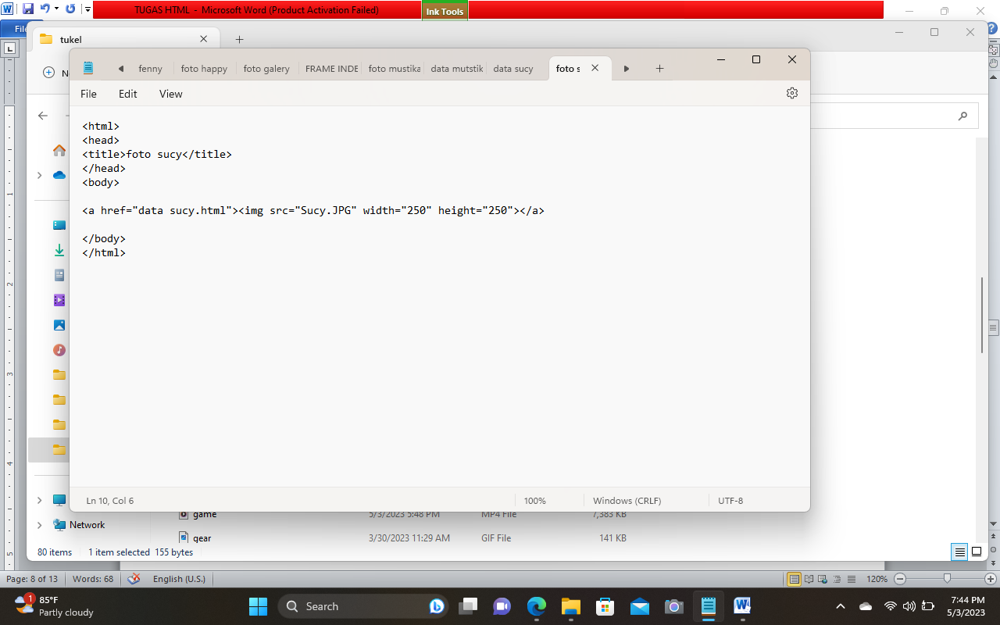 TUGAS HTML - Microsoft Word (Product Activation Failed)
Ink Tools
File
tukel
fenny
foto happy
foto galery
FRAME INDE
foto mustika
data mutstik
data sucy
foto s
File Edit View
<html>
<head>
<title>foto sucy</title>
</head>
<body>
<a href="data sucy.html"><img src="Sucy.JPG" width="250" height="250"></a>
</body>
</html>
Ln 10, Col 6
100%
Windows (CRLF)
UTF-8
game 5/3/2023 5:48 PM MP4 File 7,383 KB
Network
gear 3/30/2023 11:29 AM GIF File 141 KB
80 items 1 item selected 155 bytes
Page: 8 of 13 Words: 68 English (U.S.) 120%
1
85°F
Partly cloudy
Search
7:44 PM
5/3/2023